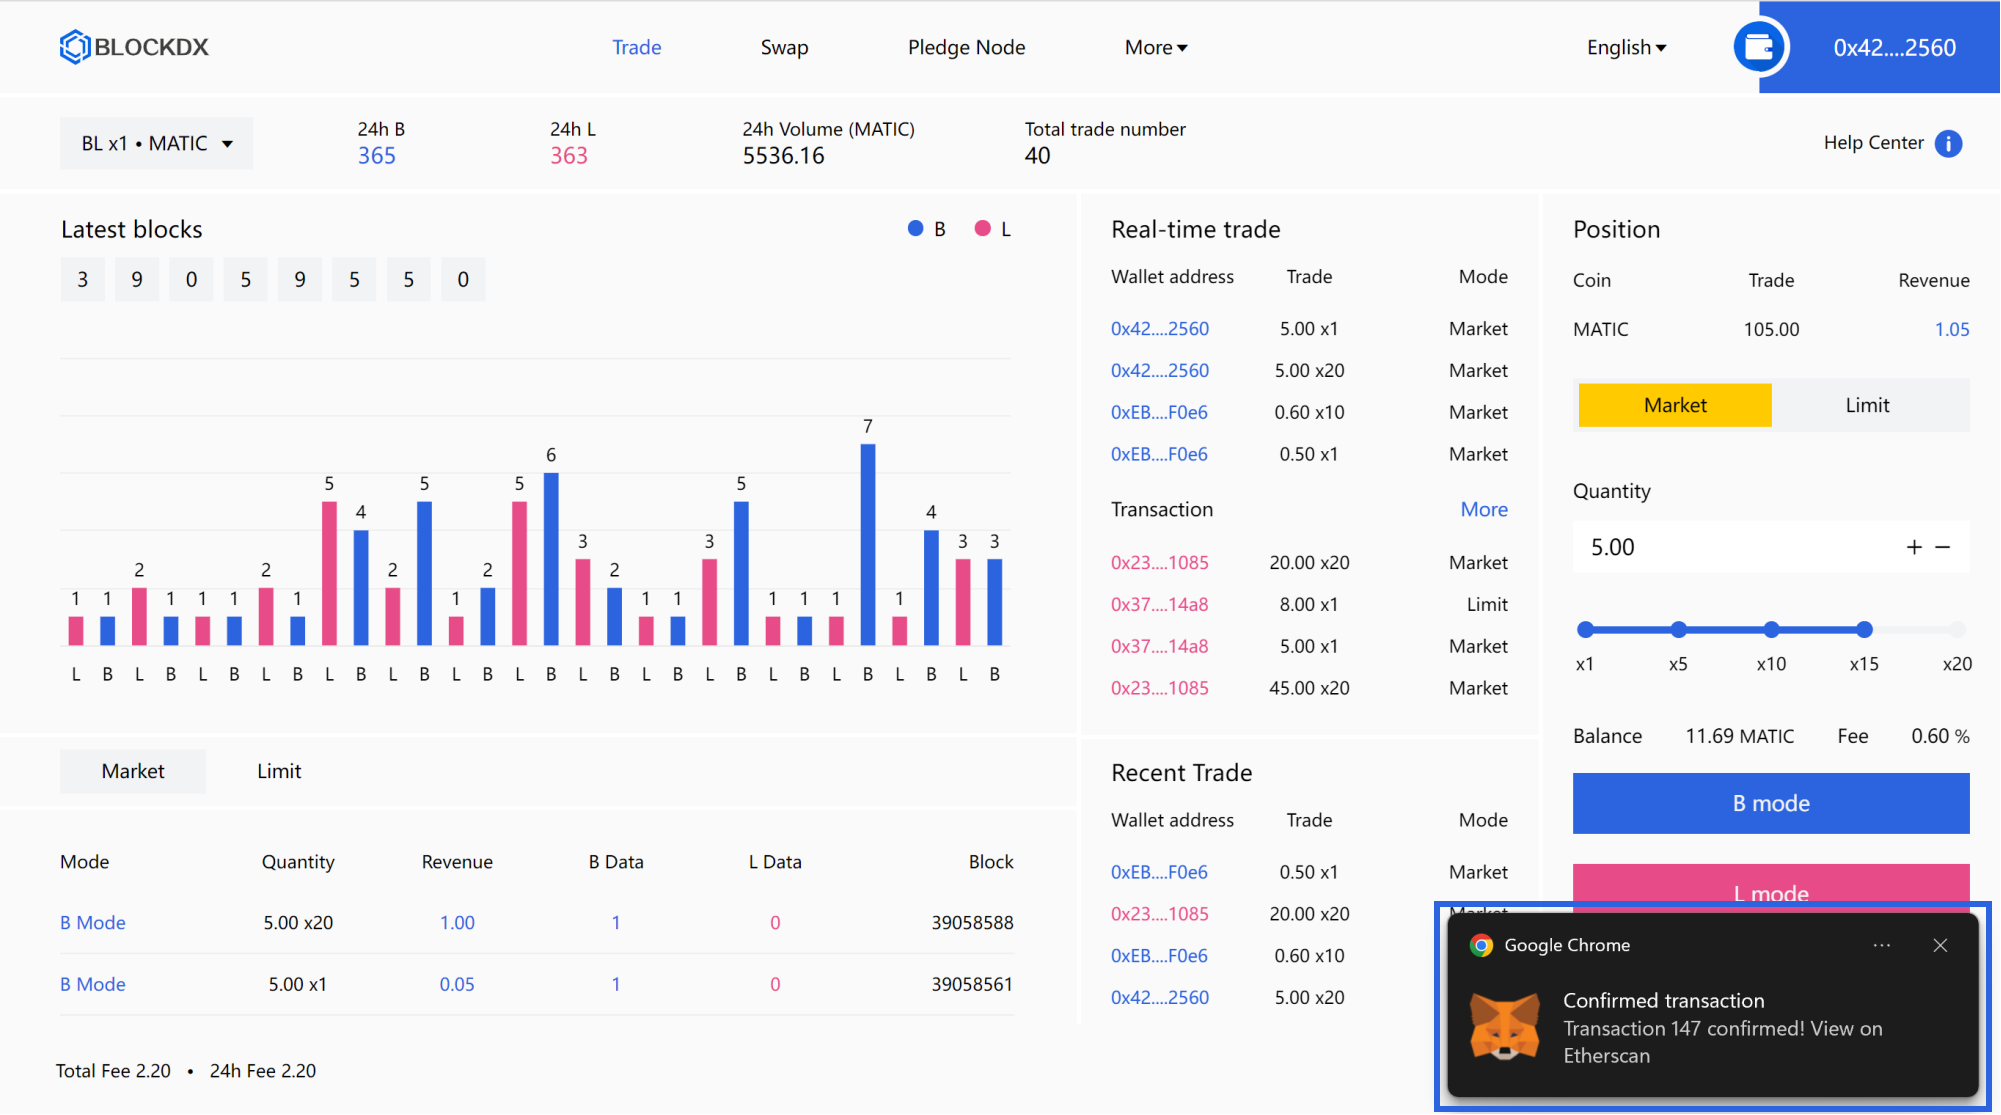 BLOCKDX
Trade
Swap
Pledge Node
More
English
0x42....2560
BL x1 • MATIC
24h B
365
24h L
363
24h Volume (MATIC)
5536.16
Total trade number
40
Help Center
Latest blocks
B L
3 9 0 5 9 5 5 0
1 1 2 1 1 1 2 1 5 4 2 5 1 2 5 6 3 2 1 1 3 5 1 1 1 7 1 4 3 3
L B L B L B L B L B L B L B L B L B L B L B L B L B L B L B
Market Limit
Mode Quantity Revenue B Data L Data Block
B Mode 5.00 x20 1.00 1 0 39058588
B Mode 5.00 x1 0.05 1 0 39058561
Total Fee 2.20 • 24h Fee 2.20
Real-time trade
Wallet address Trade Mode
0x42....2560 5.00 x1 Market
0x42....2560 5.00 x20 Market
0xEB....F0e6 0.60 x10 Market
0xEB....F0e6 0.50 x1 Market
Transaction More
0x23....1085 20.00 x20 Market
0x37....14a8 8.00 x1 Limit
0x37....14a8 5.00 x1 Market
0x23....1085 45.00 x20 Market
Recent Trade
Wallet address Trade Mode
0xEB....F0e6 0.50 x1 Market
0x23....1085 20.00 x20 Market
0xEB....F0e6 0.60 x10
0x42....2560 5.00 x20
Position
Coin Trade Revenue
MATIC 105.00 1.05
Market Limit
Quantity
5.00 + −
x1 x5 x10 x15 x20
Balance 11.69 MATIC Fee 0.60 %
B mode
L mode
Google Chrome
Confirmed transaction
Transaction 147 confirmed! View on
Etherscan